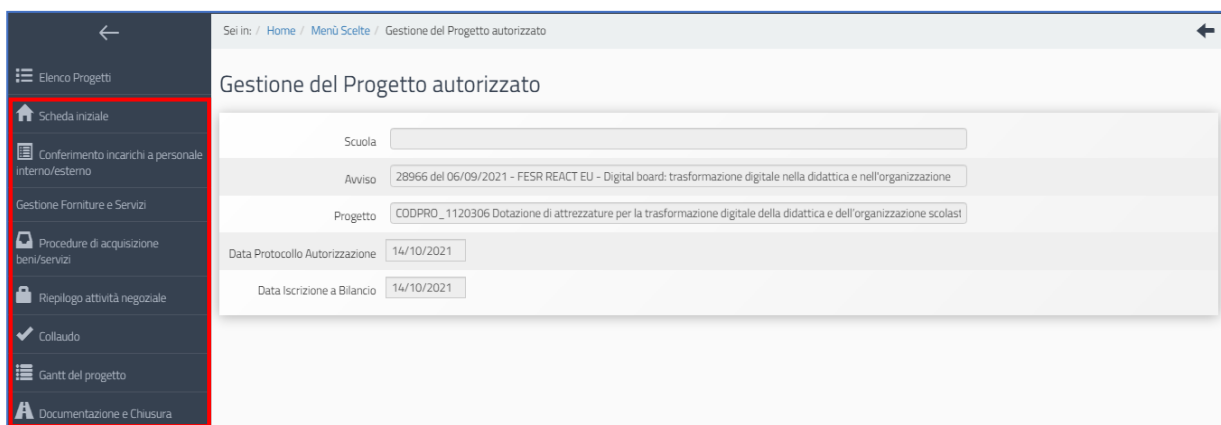 Sei in: / Home / Menù Scelte / Gestione del Progetto autorizzato
Elenco Progetti
Scheda iniziale
Conferimento incarichi a personale
interno/esterno
Gestione Forniture e Servizi
Procedure di acquisizione
beni/servizi
Riepilogo attività negoziale
Collaudo
Gantt del progetto
Documentazione e Chiusura
Gestione del Progetto autorizzato
Scuola
Avviso 28966 del 06/09/2021 - FESR REACT EU - Digital board: trasformazione digitale nella didattica e nell'organizzazione
Progetto CODPRO_1120306 Dotazione di attrezzature per la trasformazione digitale della didattica e dell'organizzazione scolast
Data Protocollo Autorizzazione 14/10/2021
Data Iscrizione a Bilancio 14/10/2021